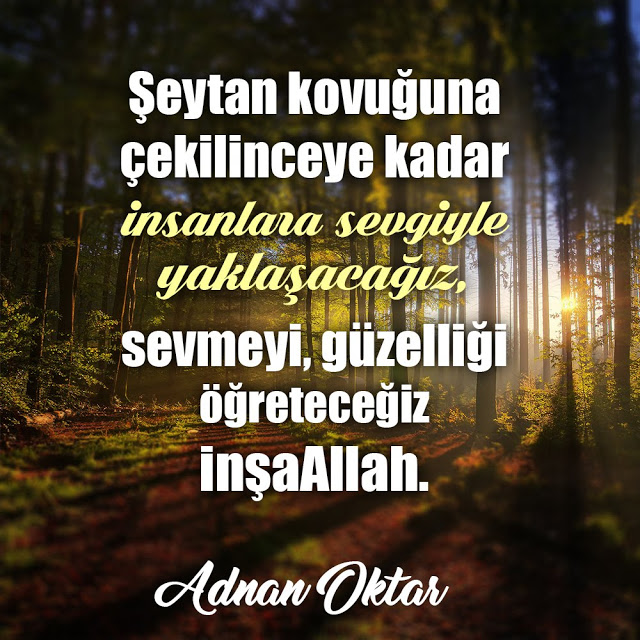 Şeytan kovuğuna
çekilinceye kadar
insanlara sevgiyle
yaklaşacağız,
sevmeyi, güzelliği
öğreteceğiz
inşaAllah.
Adnan Oktar